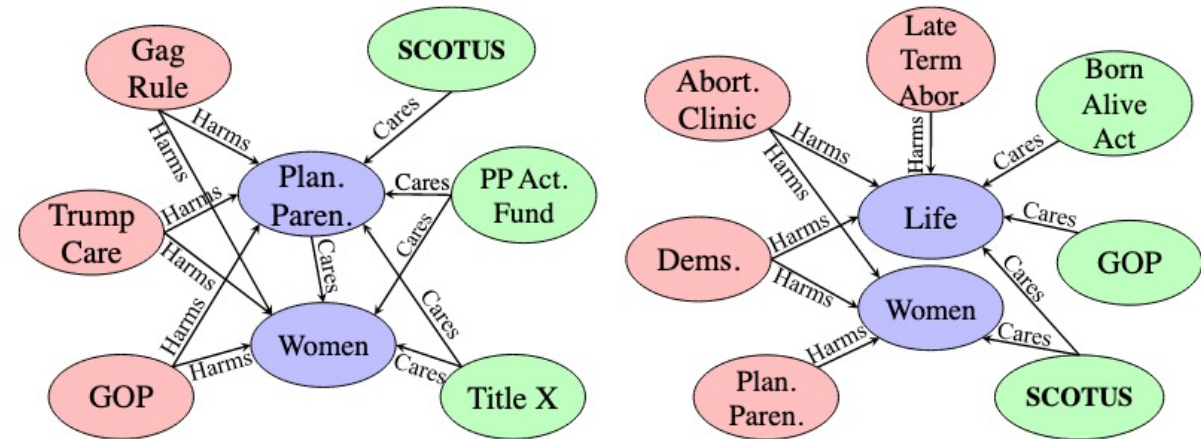 Gag
Rule
SCOTUS
Harms
Cares
Harms
Plan.
Paren.
Cares
PP Act.
Fund
Trump
Care
Harms
Harms
Cares
Cares
Harms
Cares
Women
GOP
Harms
Cares
Title X
Late
Term
Abor.
Abort.
Clinic
Born
Alive
Act
Harms
Harms
Harms
Cares
Life
Cares
Dems.
Harms
GOP
Harms
Cares
Women
Harms
Cares
Plan.
Paren.
SCOTUS